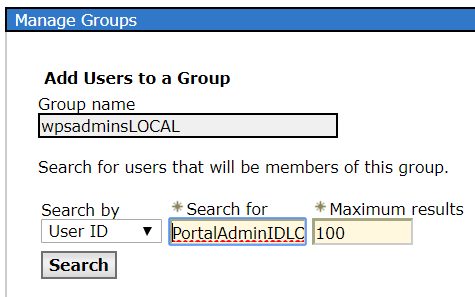 Manage Groups
Add Users to a Group
Group name
wpsadminsLOCAL
Search for users that will be members of this group.
Search by
User ID
Search for
PortalAdminIDLO
Maximum results
100
Search